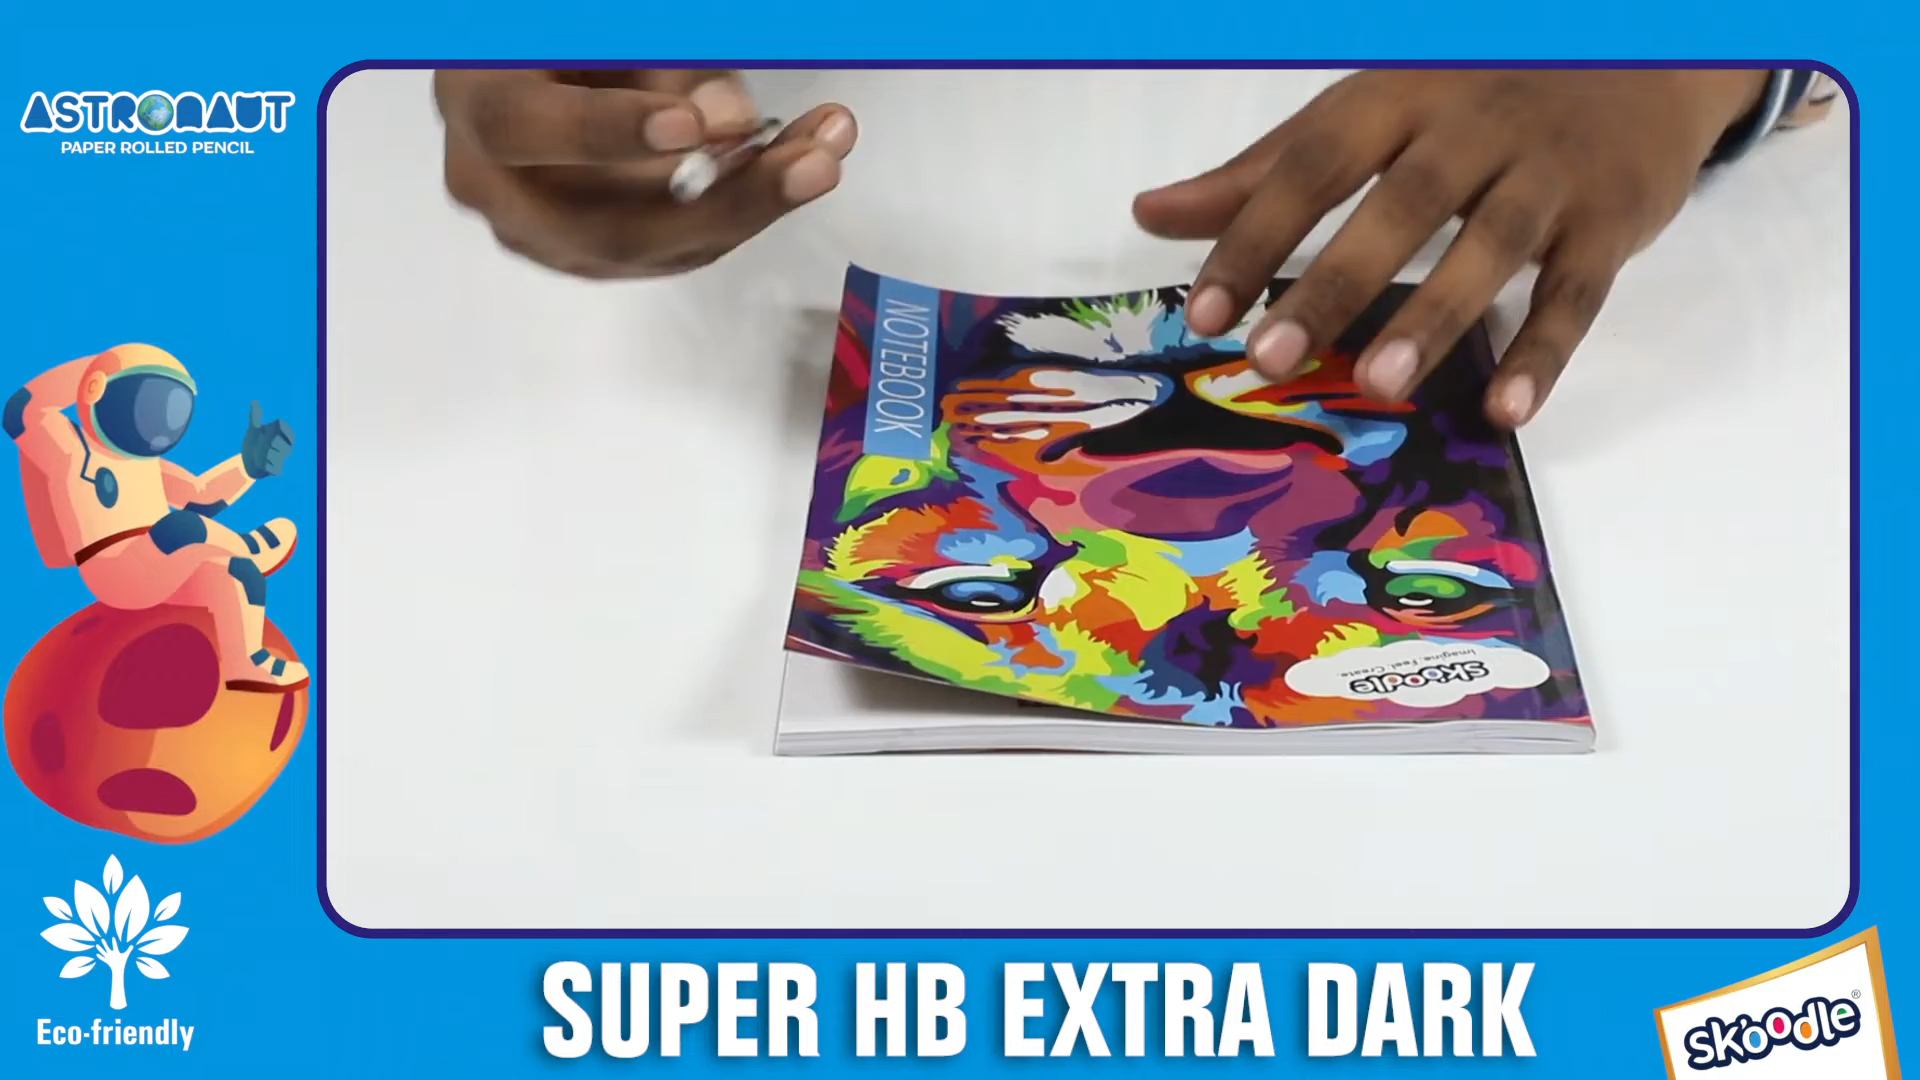 ASTRONAUT
PAPER ROLLED PENCIL
NOTEBOOK
skoodle
Imagine. Feel. Create.
Eco-friendly
SUPER HB EXTRA DARK
skoodle®